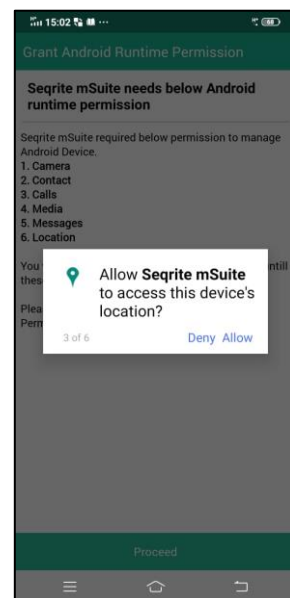 15:02
Grant Android Runtime Permission
Seqrite mSuite needs below Android
runtime permission
Seqrite mSuite required below permission to manage
Android Device.
1. Camera
2. Contact
3. Calls
4. Media
5. Messages
6. Location
You
these
Allow Seqrite mSuite
to access this device's
location?
3 of 6
Deny Allow
Proceed